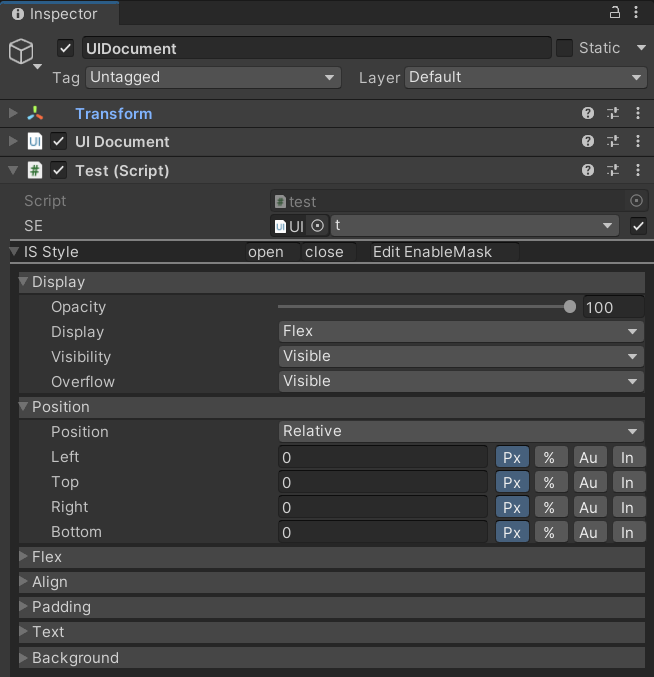 Inspector
UIDocument Static
Tag Untagged Layer Default
Transform
UI Document
Test (Script)
Script # test
SE UI UI t
IS Style open close Edit EnableMask
Display
Opacity 100
Display Flex
Visibility Visible
Overflow Visible
Position
Position Relative
Left 0 Px % Au In
Top 0 Px % Au In
Right 0 Px % Au In
Bottom 0 Px % Au In
Flex
Align
Padding
Text
Background